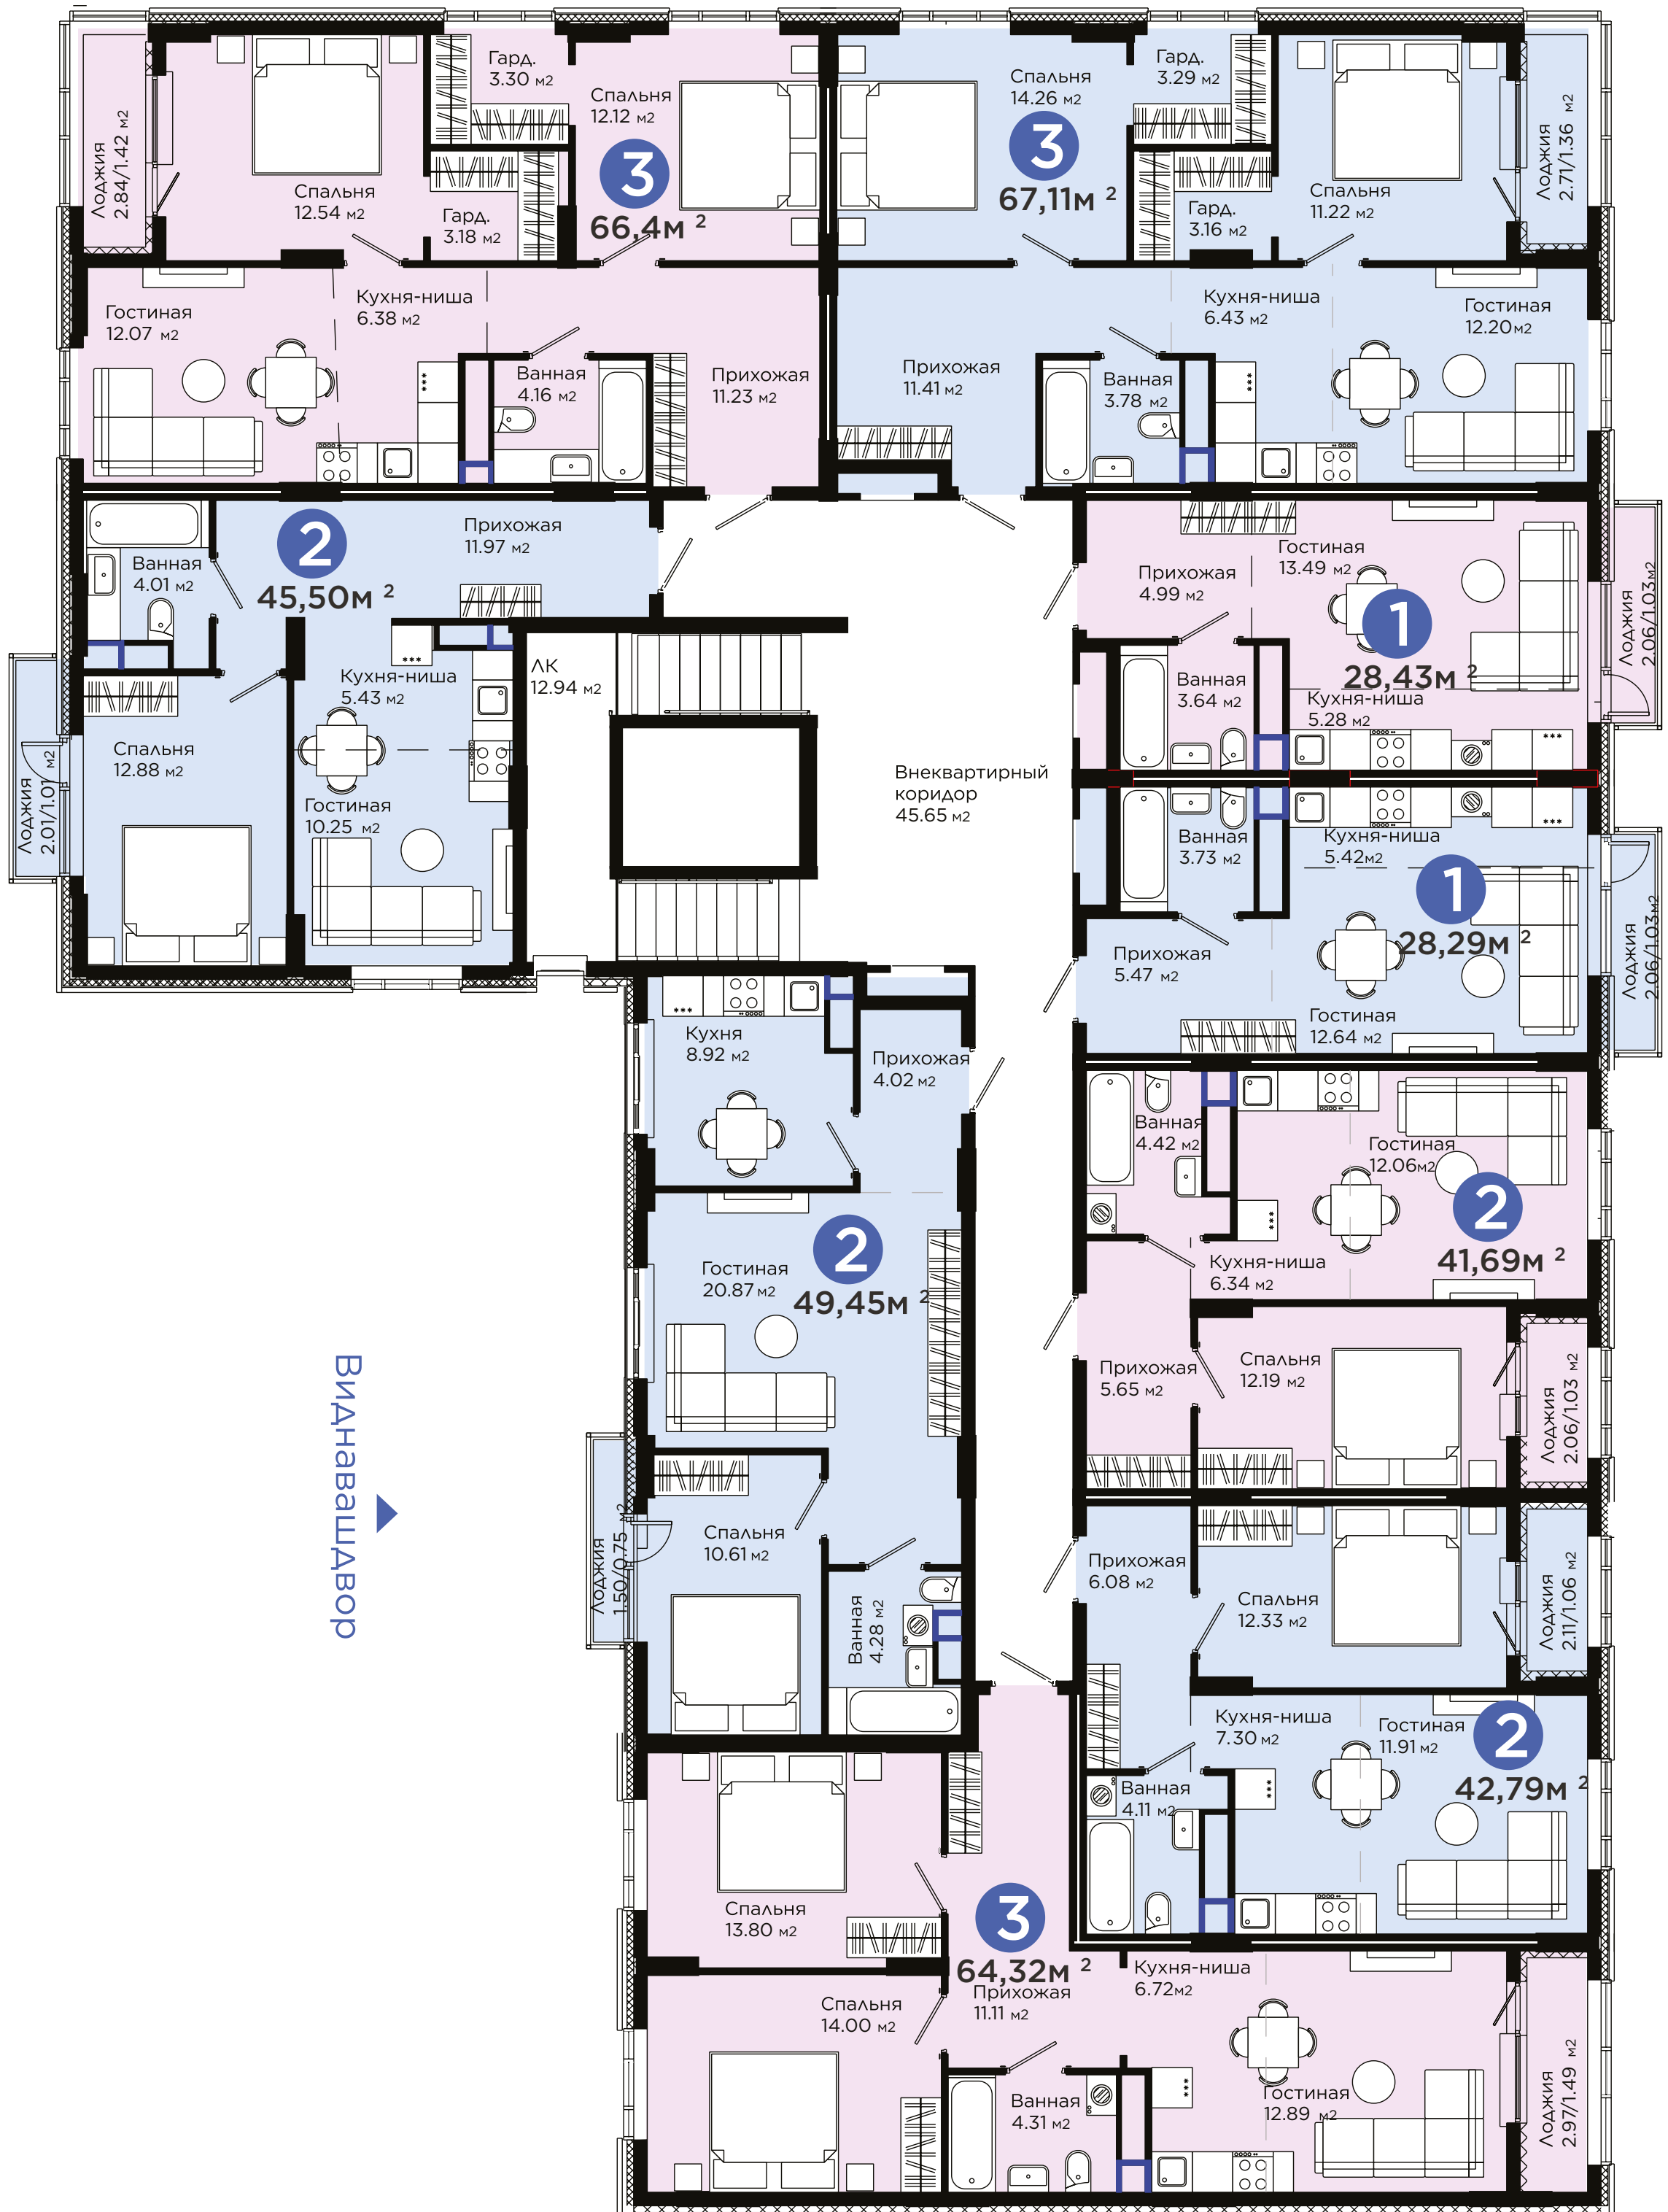 Лоджия
2.84/1.42 м2
Спальня
12.54 м2
Гард.
3.30 м2
Гард.
3.18 м2
Спальня
12.12 м2
3
66,4м 2
Гостиная
12.07 м2
Кухня-ниша
6.38 м2
Ванная
4.16 м2
Прихожая
11.23 м2
Спальня
14.26 м2
3
67,11м 2
Гард.
3.29 м2
Гард.
3.16 м2
Спальня
11.22 м2
Лоджия
2.71/1.36 м2
Прихожая
11.41 м2
Ванная
3.78 м2
Кухня-ниша
6.43 м2
Гостиная
12.20м2
Ванная
4.01 м2
2
45,50м 2
Прихожая
11.97 м2
Кухня-ниша
5.43 м2
Спальня
12.88 м2
Гостиная
10.25 м2
Лоджия
2.01/1.01 м2
ЛК
12.94 м2
Внеквартирный
коридор
45.65 м2
Прихожая
4.99 м2
Гостиная
13.49 м2
1
28,43м 2
Ванная
3.64 м2
Кухня-ниша
5.28 м2
Лоджия
2.06/1.03м2
Ванная
3.73 м2
Кухня-ниша
5.42м2
1
28,29м 2
Прихожая
5.47 м2
Гостиная
12.64 м2
Лоджия
2.06/1.03м2
Кухня
8.92 м2
Прихожая
4.02 м2
Гостиная
20.87 м2
2
49,45м 2
Спальня
10.61 м2
Ванная
4.28 м2
Лоджия
1.50/0.75 м2
Ванная
4.42 м2
Гостиная
12.06м2
2
41,69м 2
Кухня-ниша
6.34 м2
Прихожая
5.65 м2
Спальня
12.19 м2
Лоджия
2.06/1.03 м2
Виднавашдвор
Прихожая
6.08 м2
Спальня
12.33 м2
Лоджия
2.11/1.06 м2
Кухня-ниша
7.30 м2
Гостиная
11.91 м2
2
42,79м 2
Ванная
4.11 м2
Спальня
13.80 м2
3
64,32м 2
Прихожая
11.11 м2
Кухня-ниша
6.72м2
Спальня
14.00 м2
Ванная
4.31 м2
Гостиная
12.89 м2
Лоджия
2.97/1.49 м2